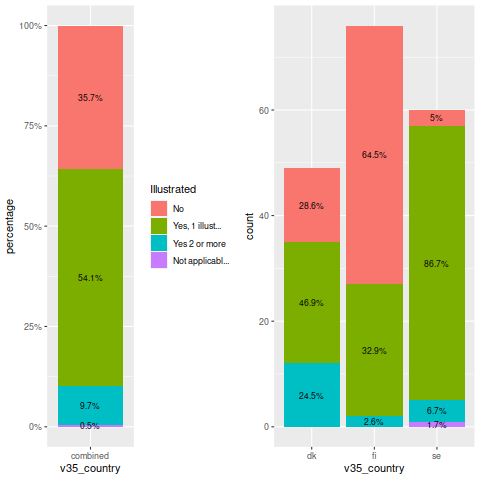 100%
75%
50%
25%
0%
percentage
35.7%
54.1%
9.7%
0.5%
combined
v35_country
Illustrated
No
Yes, 1 illust...
Yes 2 or more
Not applicabl...
60
40
20
0
count
28.6%
46.9%
24.5%
64.5%
32.9%
2.6%
5%
86.7%
6.7%
1.7%
dk
fi
se
v35_country